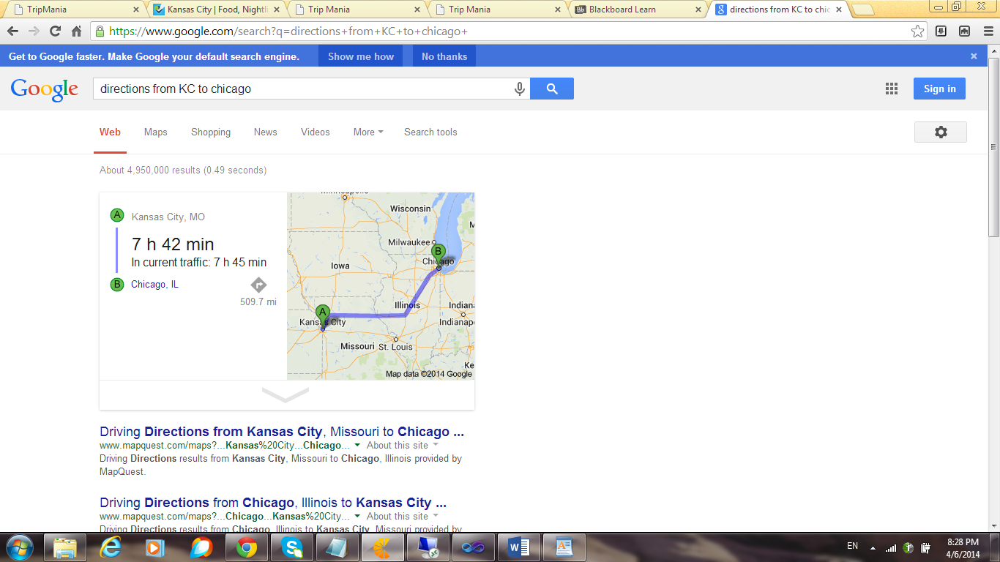 TripMania
Kansas City | Food, Nightli
Trip Mania
Trip Mania
Bb Blackboard Learn
8 directions from KC to chic
https://www.google.com/search?q=directions+from+KC+to+chicago+
Get to Google faster. Make Google your default search engine.
Show me how
No thanks
Google
directions from KC to chicago
Sign in
Web
Maps
Shopping
News
Videos
More
Search tools
About 4,950,000 results (0.49 seconds)
A Kansas City, MO
7 h 42 min
In current traffic: 7 h 45 min
B Chicago, IL
509.7 mi
Minneapolis
Wisconsin
M
Milwaukee
B
Chicago
Iowa
Illinois
Indiana
A
Kansas City
Indianap
Missouri
St. Louis
Ke
Map data ©2014 Google
Driving Directions from Kansas City, Missouri to Chicago ...
www.mapquest.com/maps?...Kansas%20City...Chicago... About this site
Driving Directions results from Kansas City, Missouri to Chicago, Illinois provided by
MapQuest.
Driving Directions from Chicago, Illinois to Kansas City ...
www.mapquest.com/maps?...Chicago...Kansas%20City... About this site
Driving Directions results from Chicago, Illinois to Kansas City, Missouri provided by
EN
8:28 PM
4/6/2014